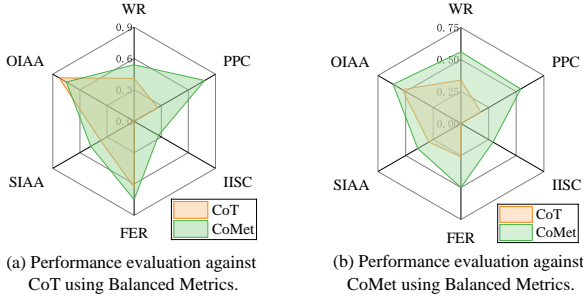 WR
0.9
0.6
0.3
0.0
OIAA
PPC
SIAA
IISC
FER
CoT
CoMet
(a) Performance evaluation against
CoT using Balanced Metrics.
WR
0.75
0.50
0.25
0.00
OIAA
PPC
SIAA
IISC
FER
CoT
CoMet
(b) Performance evaluation against
CoMet using Balanced Metrics.